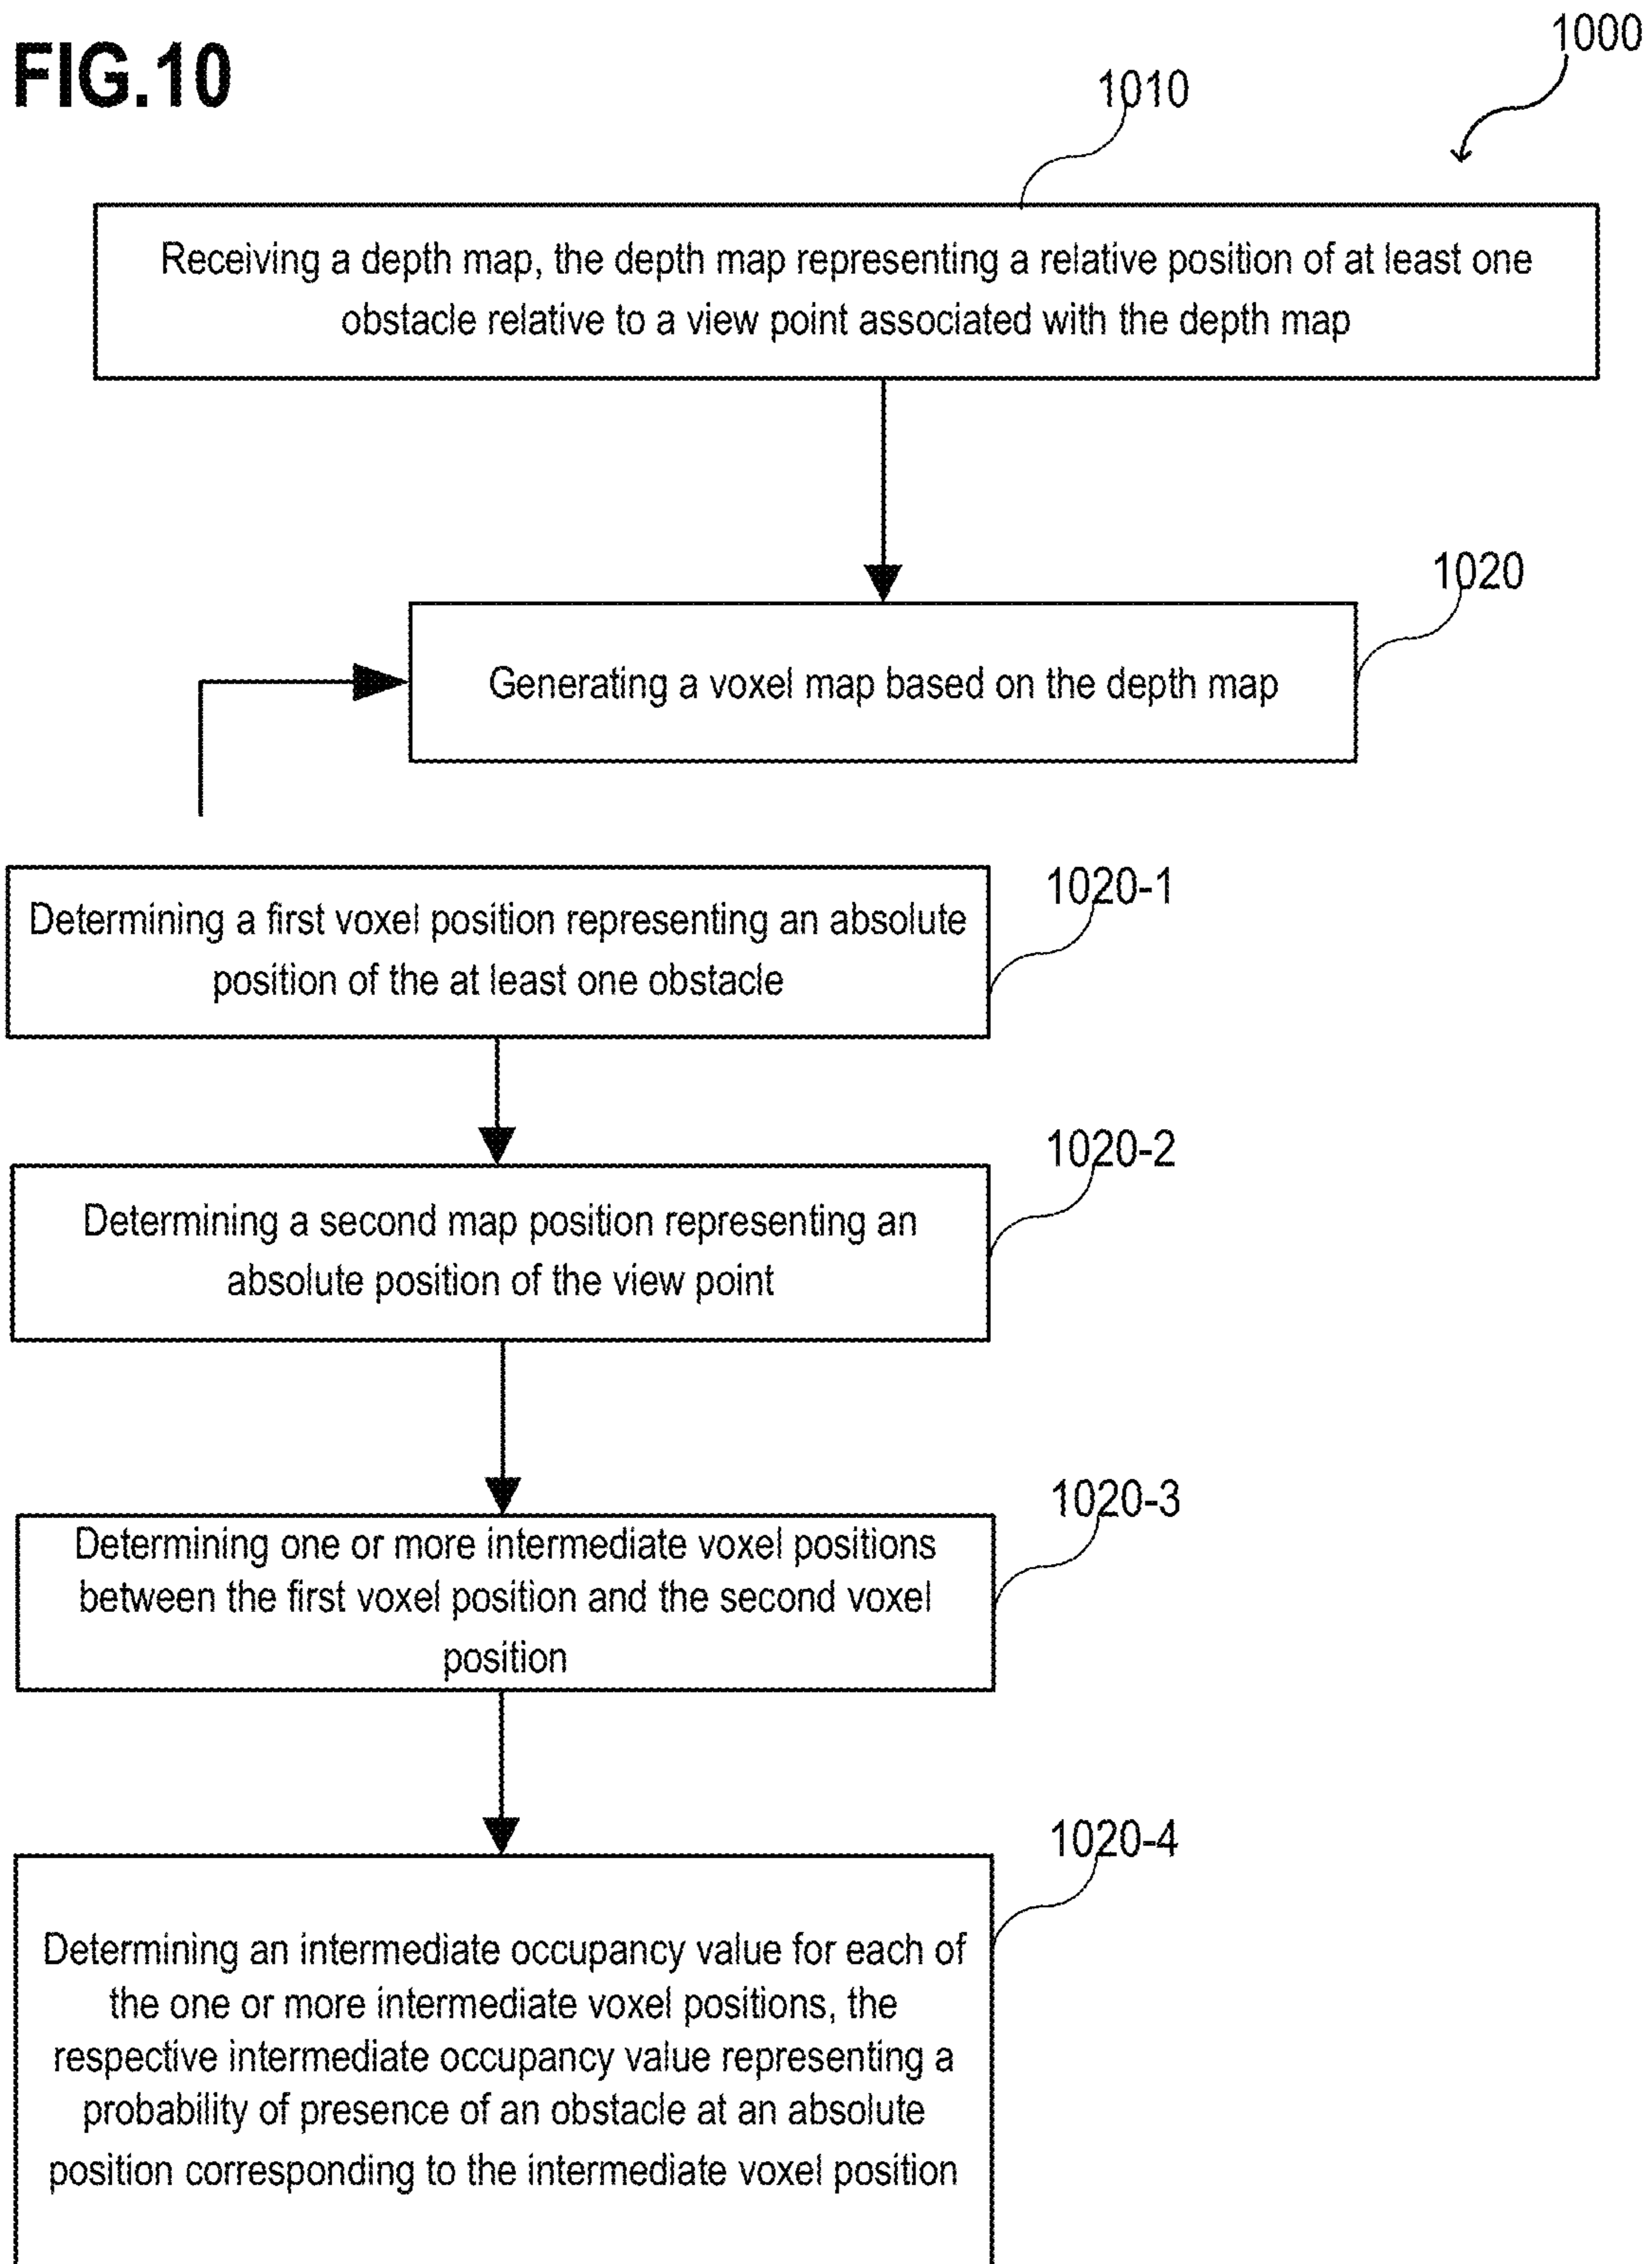 FIG.10
1000
1010
Receiving a depth map, the depth map representing a relative position of at least one
obstacle relative to a view point associated with the depth map
1020
Generating a voxel map based on the depth map
1020-1
Determining a first voxel position representing an absolute
position of the at least one obstacle
1020-2
Determining a second map position representing an
absolute position of the view point
1020-3
Determining one or more intermediate voxel positions
between the first voxel position and the second voxel
position
1020-4
Determining an intermediate occupancy value for each of
the one or more intermediate voxel positions, the
respective intermediate occupancy value representing a
probability of presence of an obstacle at an absolute
position corresponding to the intermediate voxel position